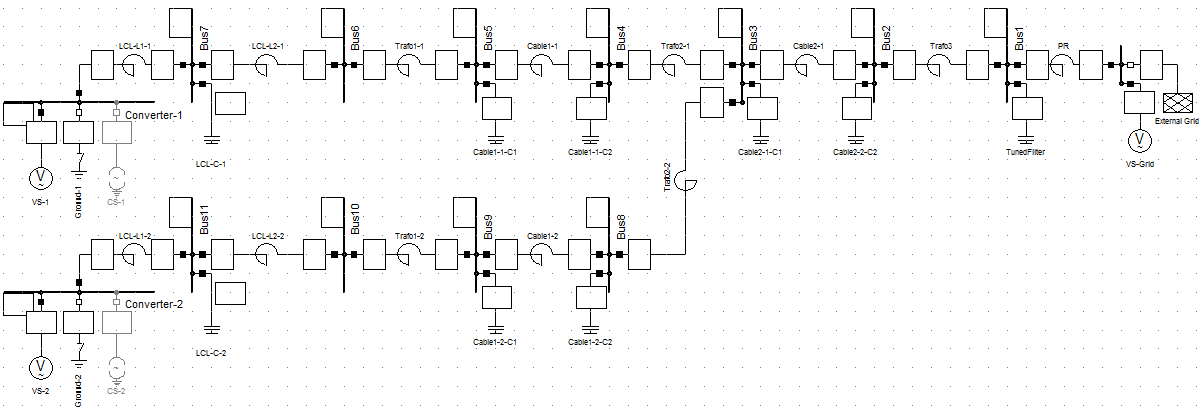 LCL-L1-1
Bus7
LCL-L2-1
Bus6
Trafo1-1
Bus5
Cable1-1
Bus4
Trafo2-1
Bus3
Cable2-1
Bus2
Trafo3
Bus1
PR
Converter-1
External Grid
LCL-C-1
Cable1-1-C1
Cable1-1-C2
Cable2-1-C1
Cable2-2-C2
TunedFilter
VS-Grid
V
~
V
~
~
VS-1
Ground-1
CS-1
Trafo2-2
LCL-L1-2
Bus11
LCL-L2-2
Bus10
Trafo1-2
Bus9
Cable1-2
Bus8
Converter-2
LCL-C-2
Cable1-2-C1
Cable1-2-C2
V
~
~
VS-2
Ground-2
CS-2